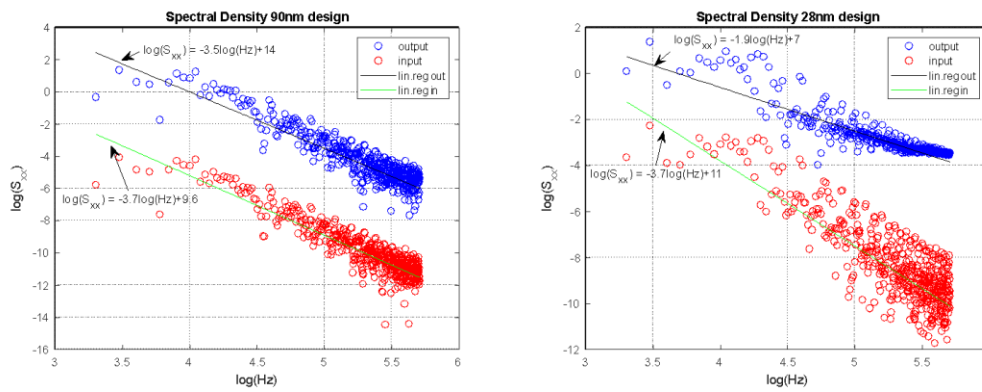 Spectral Density 90nm design
log(Sxx) = -3.5log(Hz)+14
output
input
lin.regout
lin.regin
log(Sxx) = -3.7log(Hz)+9.6
log(Sxx)
4
2
0
-2
-4
-6
-8
-10
-12
-14
-16
3
3.5
4
4.5
5
5.5
6
log(Hz)
Spectral Density 28nm design
log(Sxx) = -1.9log(Hz)+7
output
input
lin.regout
lin.regin
log(Sxx) = -3.7log(Hz)+11
log(Sxx)
2
0
-2
-4
-6
-8
-10
-12
3
3.5
4
4.5
5
5.5
log(Hz)